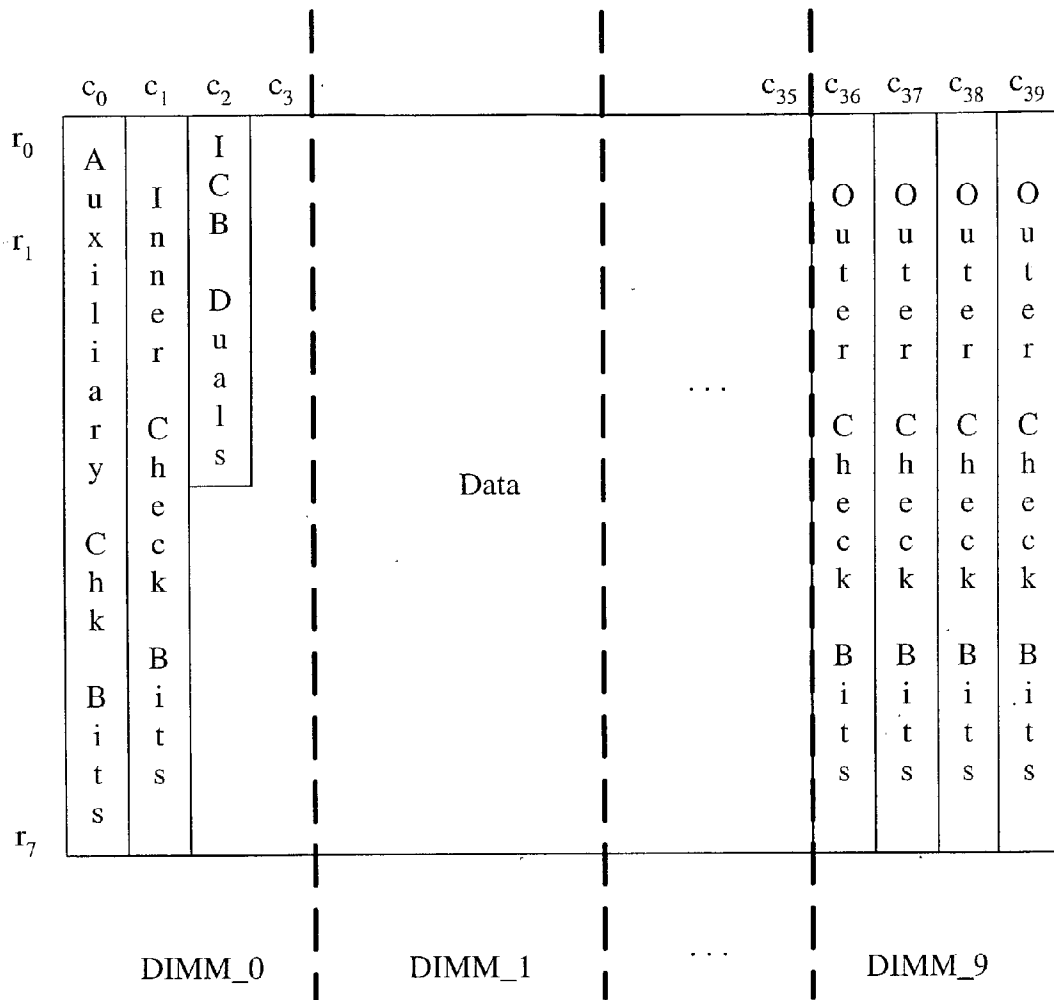 c0 c1 c2 c3 c35 c36 c37 c38 c39
r0
r1
r7
Auxiliary Chk Bits
Inner Check Bits
ICB Duals
Data
...
Outer Check Bits
Outer Check Bits
Outer Check Bits
Outer Check Bits
DIMM_0 DIMM_1 ... DIMM_9